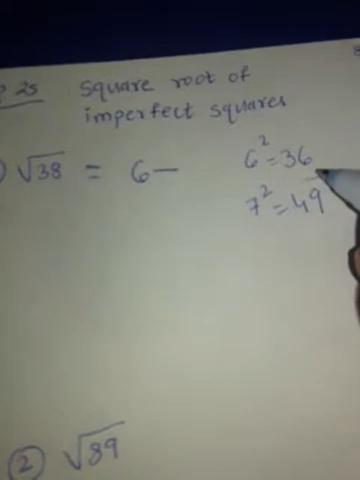 25 Square root of
imperfect squares
√38 = 6—
6² = 36
7² = 49
② √89